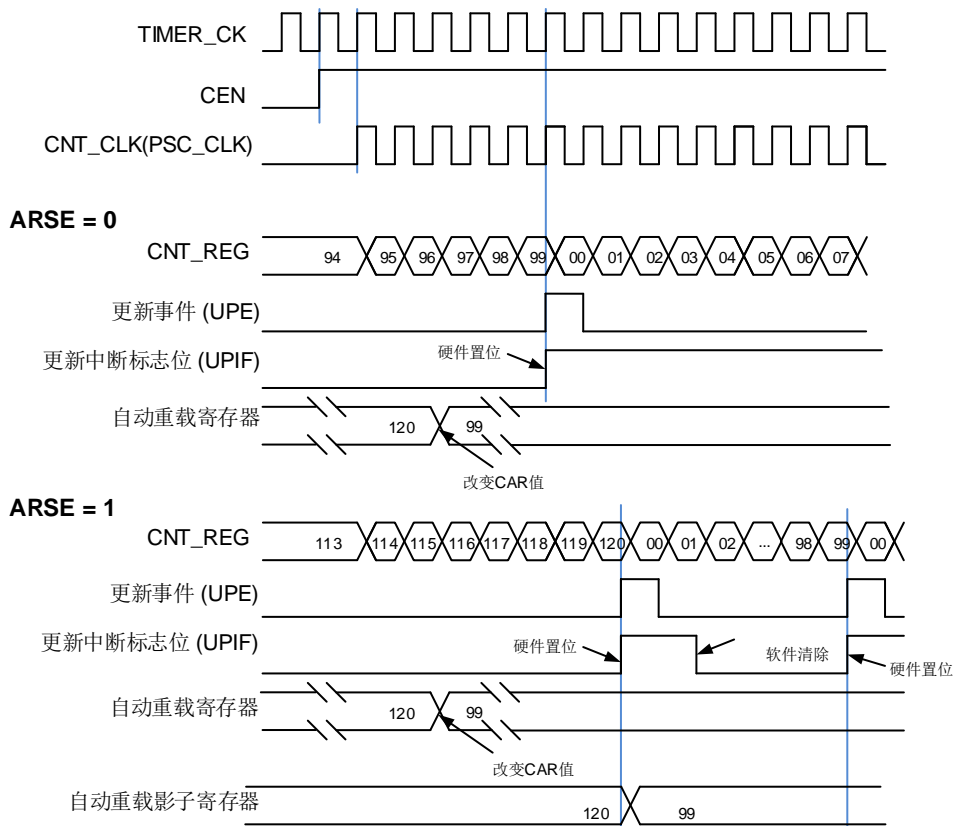 TIMER_CK
CEN
CNT_CLK(PSC_CLK)
ARSE = 0
CNT_REG 94 95 96 97 98 99 00 01 02 03 04 05 06 07
更新事件 (UPE)
更新中断标志位 (UPIF) 硬件置位
自动重载寄存器 120 99
改变CAR值
ARSE = 1
CNT_REG 113 114 115 116 117 118 119 120 00 01 02 ... 98 99 00
更新事件 (UPE)
更新中断标志位 (UPIF) 硬件置位 软件清除 硬件置位
自动重载寄存器 120 99
改变CAR值
自动重载影子寄存器 120 99